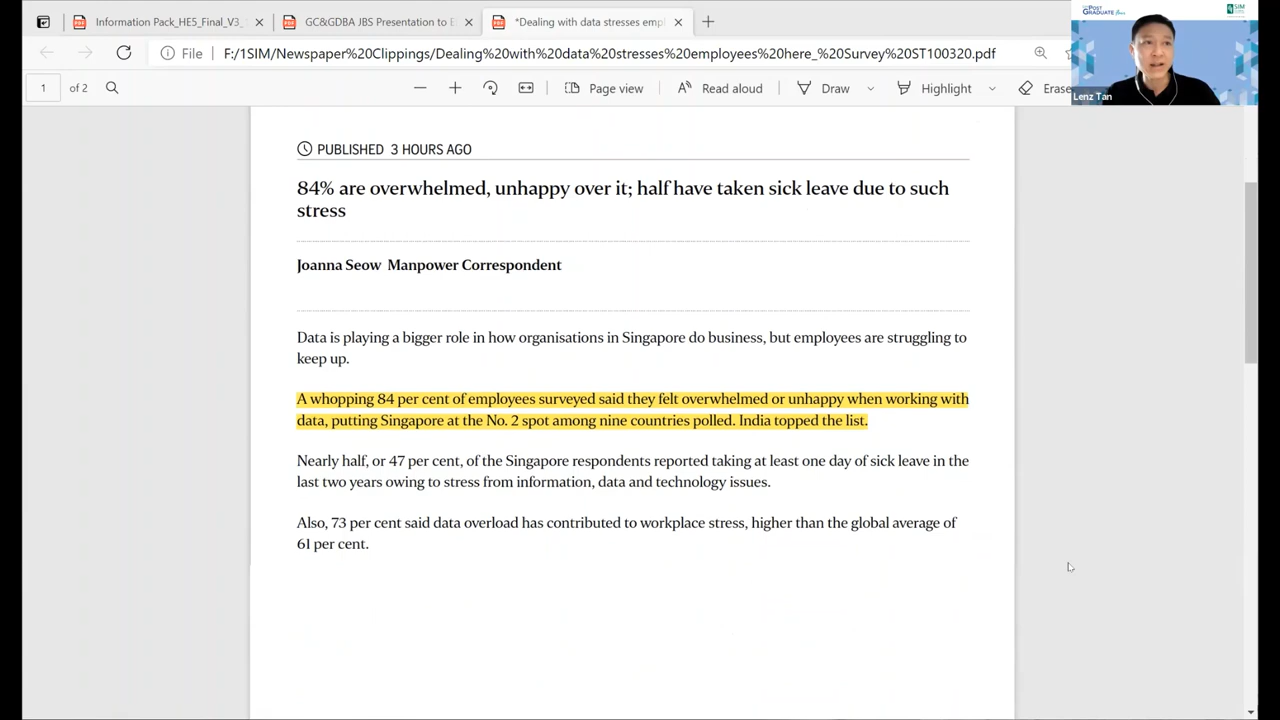 Information Pack_HE5_Final_V3_
GC&GDBA JBS Presentation to E
*Dealing with data stresses empl
File
F:/1SIM/Newspaper%20Clippings/Dealing%20with%20data%20stresses%20employees%20here_%20Survey%20ST100320.pdf
POST
GRADUATE
SIM
Lenz Tan
1
of 2
Page view
Read aloud
Draw
Highlight
Erase
PUBLISHED 3 HOURS AGO
84% are overwhelmed, unhappy over it; half have taken sick leave due to such
stress
Joanna Seow Manpower Correspondent
Data is playing a bigger role in how organisations in Singapore do business, but employees are struggling to
keep up.
A whopping 84 per cent of employees surveyed said they felt overwhelmed or unhappy when working with
data, putting Singapore at the No. 2 spot among nine countries polled. India topped the list.
Nearly half, or 47 per cent, of the Singapore respondents reported taking at least one day of sick leave in the
last two years owing to stress from information, data and technology issues.
Also, 73 per cent said data overload has contributed to workplace stress, higher than the global average of
61 per cent.